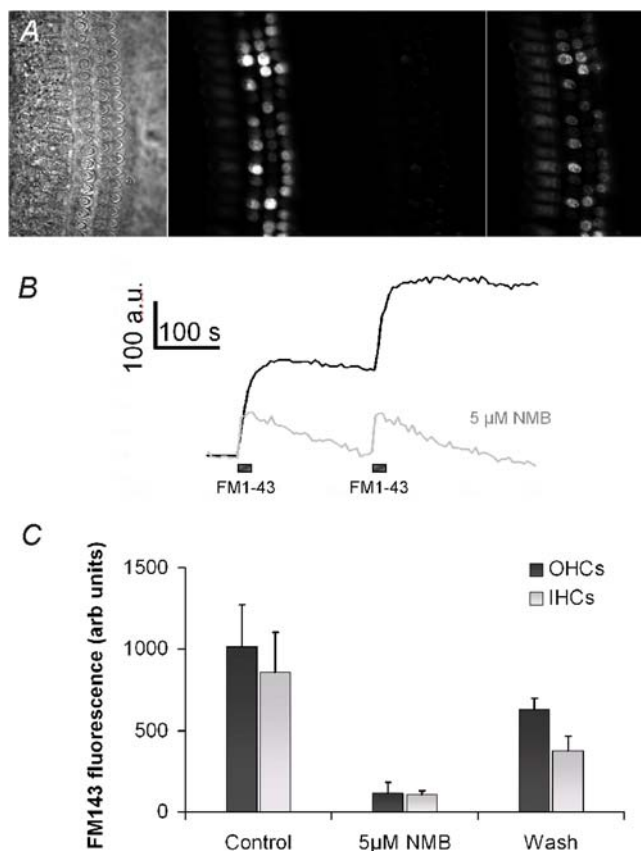 A
B
100 a.u.
100 s
5 µM NMB
FM1-43
FM1-43
C
FM143 fluorescence (arb units)
1500
1000
500
0
OHCs
IHCs
Control
5µM NMB
Wash